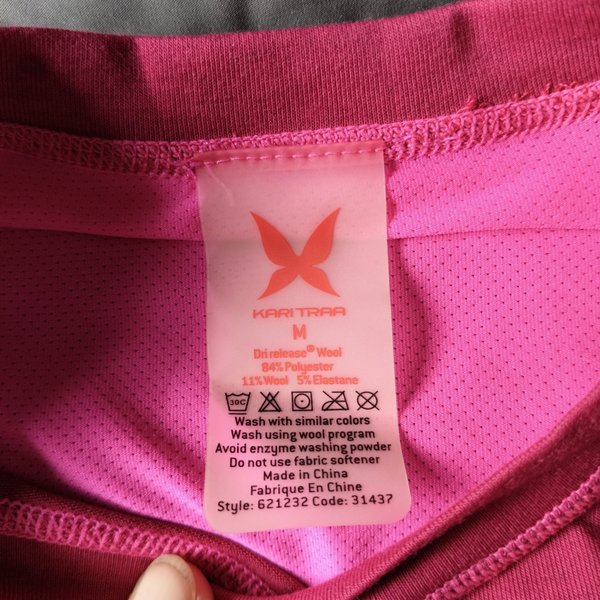 KARI TRAA
M
Dri release® Wool
84% Polyester
11% Wool 5% Elastane
30C
Wash with similar colors
Wash using wool program
Avoid enzyme washing powder
Do not use fabric softener
Made in China
Fabrique En Chine
Style: 621232 Code: 31437